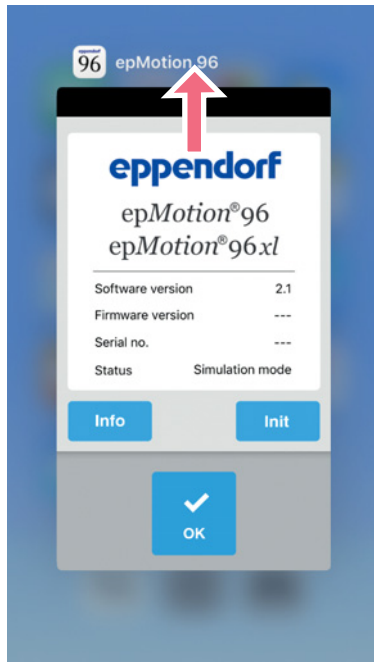 eppendorf
96 epMotion 96
eppendorf
epMotion®96
epMotion®96xl
Software version 2.1
Firmware version ---
Serial no. ---
Status Simulation mode
Info Init
OK